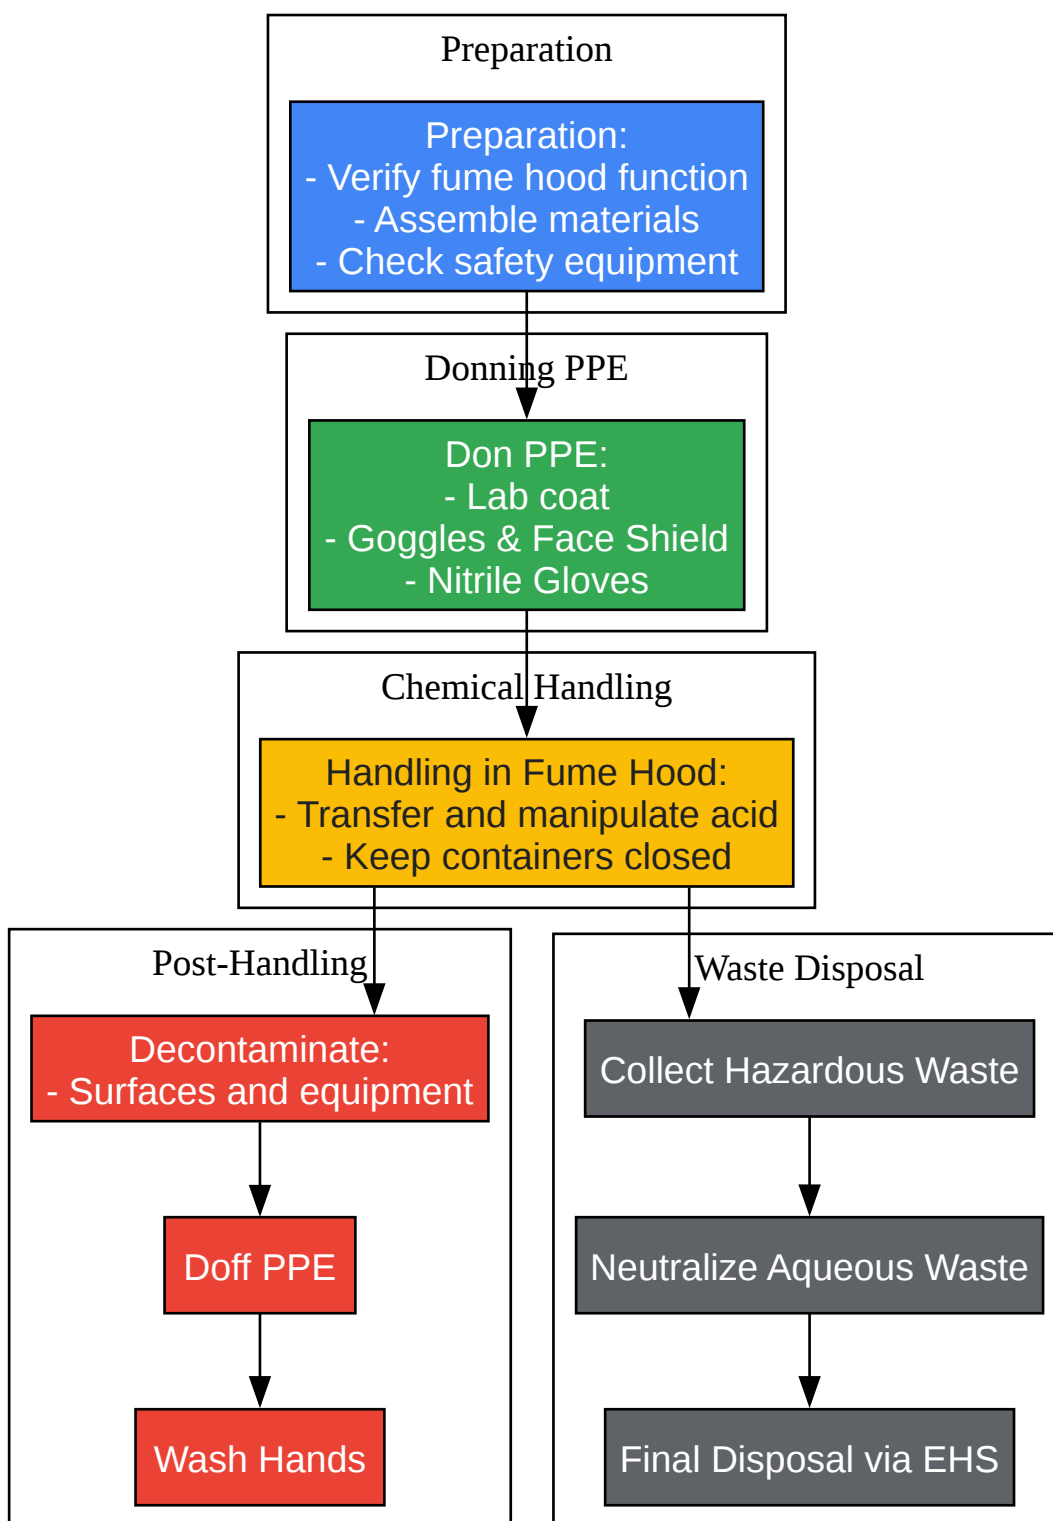 Preparation
Preparation:
- Verify fume hood function
- Assemble materials
- Check safety equipment
Donning PPE
Don PPE:
- Lab coat
- Goggles & Face Shield
- Nitrile Gloves
Chemical Handling
Handling in Fume Hood:
- Transfer and manipulate acid
- Keep containers closed
Post-Handling
Decontaminate:
- Surfaces and equipment
Doff PPE
Wash Hands
Waste Disposal
Collect Hazardous Waste
Neutralize Aqueous Waste
Final Disposal via EHS